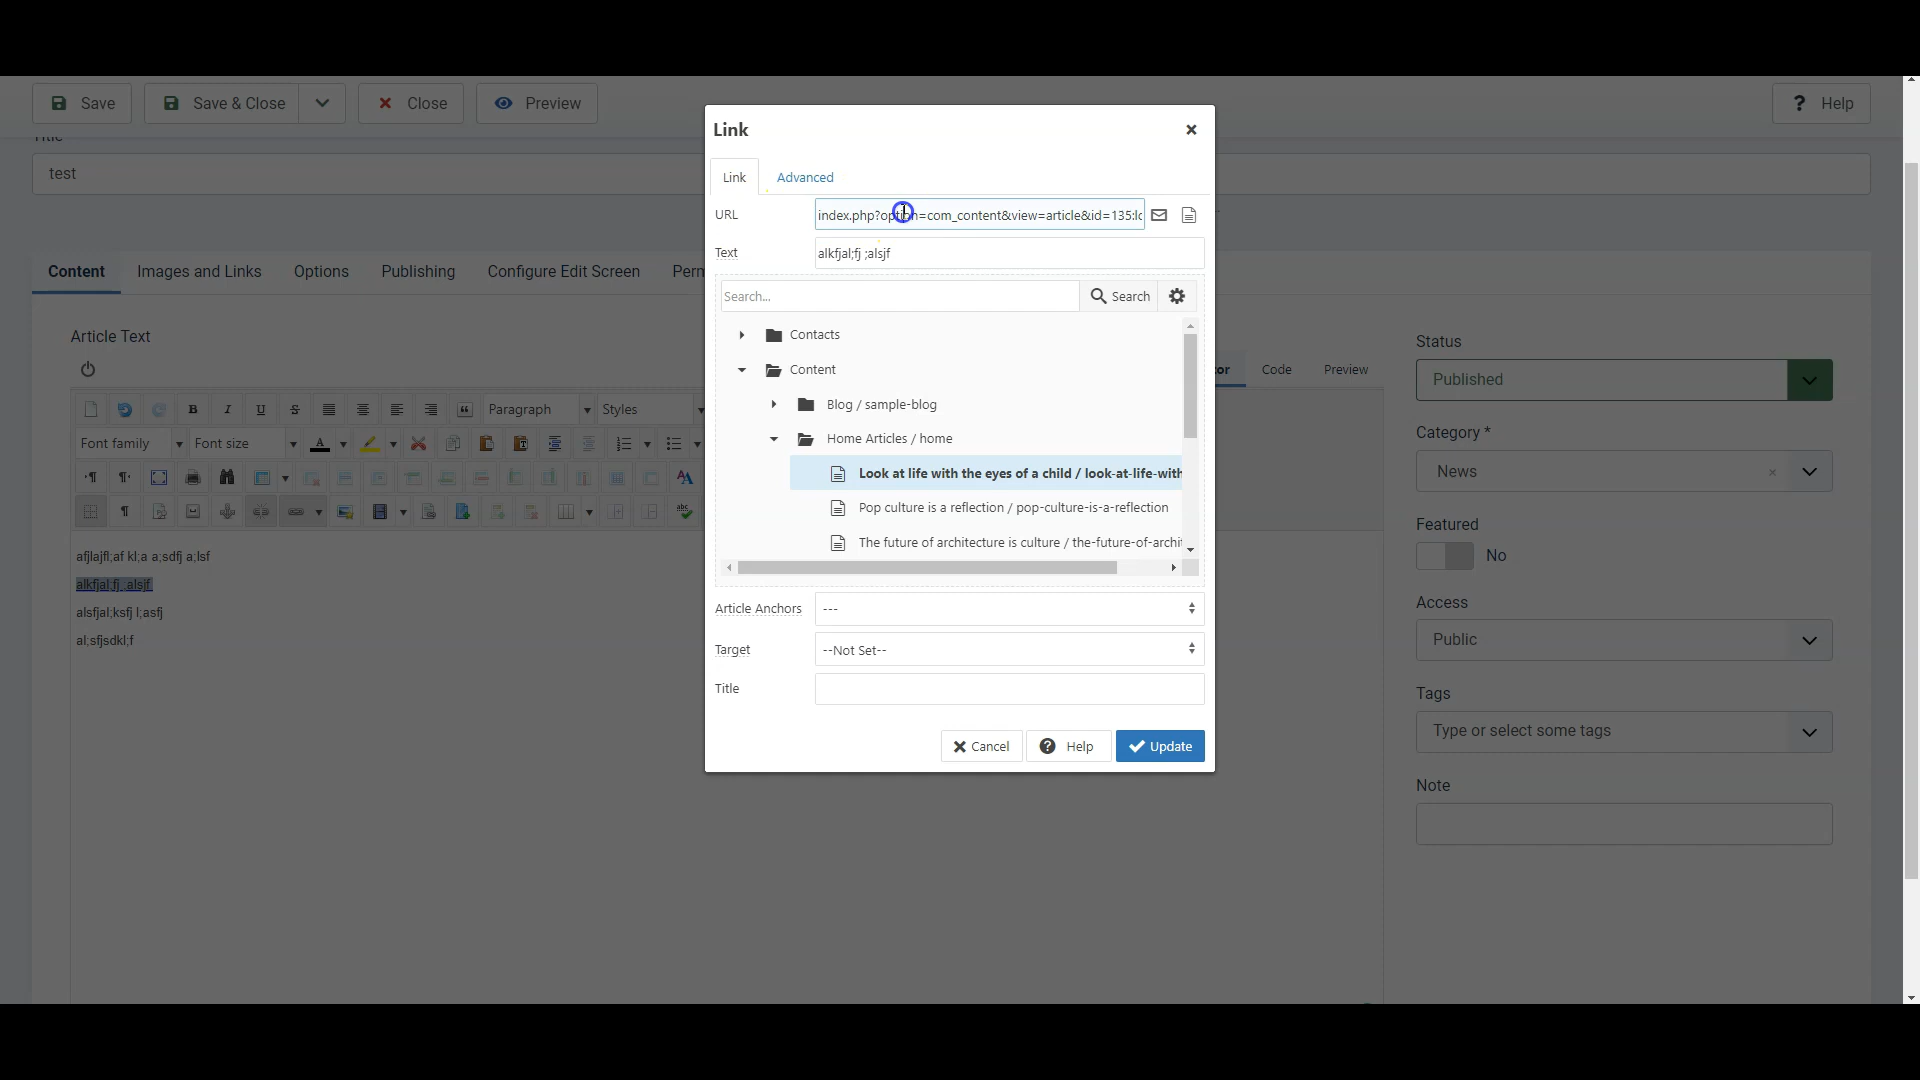 Save
Save & Close
Close
Preview
Help
Title
test
Content
Images and Links
Options
Publishing
Configure Edit Screen
Article Text
Code
Preview
Paragraph
Styles
Font family
Font size
afjlajfl;af kl;a a;sdfj a;lsf
alkfjal;fj ;alsjf
alsfjal;ksfj l;asfj
al;sfjsdkl;f
Link
Link
Advanced
URL
index.php?option=com_content&view=article&id=135:lo
Text
alkfjal;fj ;alsjf
Search...
Search
Contacts
Content
Blog / sample-blog
Home Articles / home
Look at life with the eyes of a child / look-at-life-with
Pop culture is a reflection / pop-culture-is-a-reflection
The future of architecture is culture / the-future-of-archit
Article Anchors
---
Target
--Not Set--
Title
Cancel
Help
Update
Status
Published
Category *
News
Featured
No
Access
Public
Tags
Type or select some tags
Note